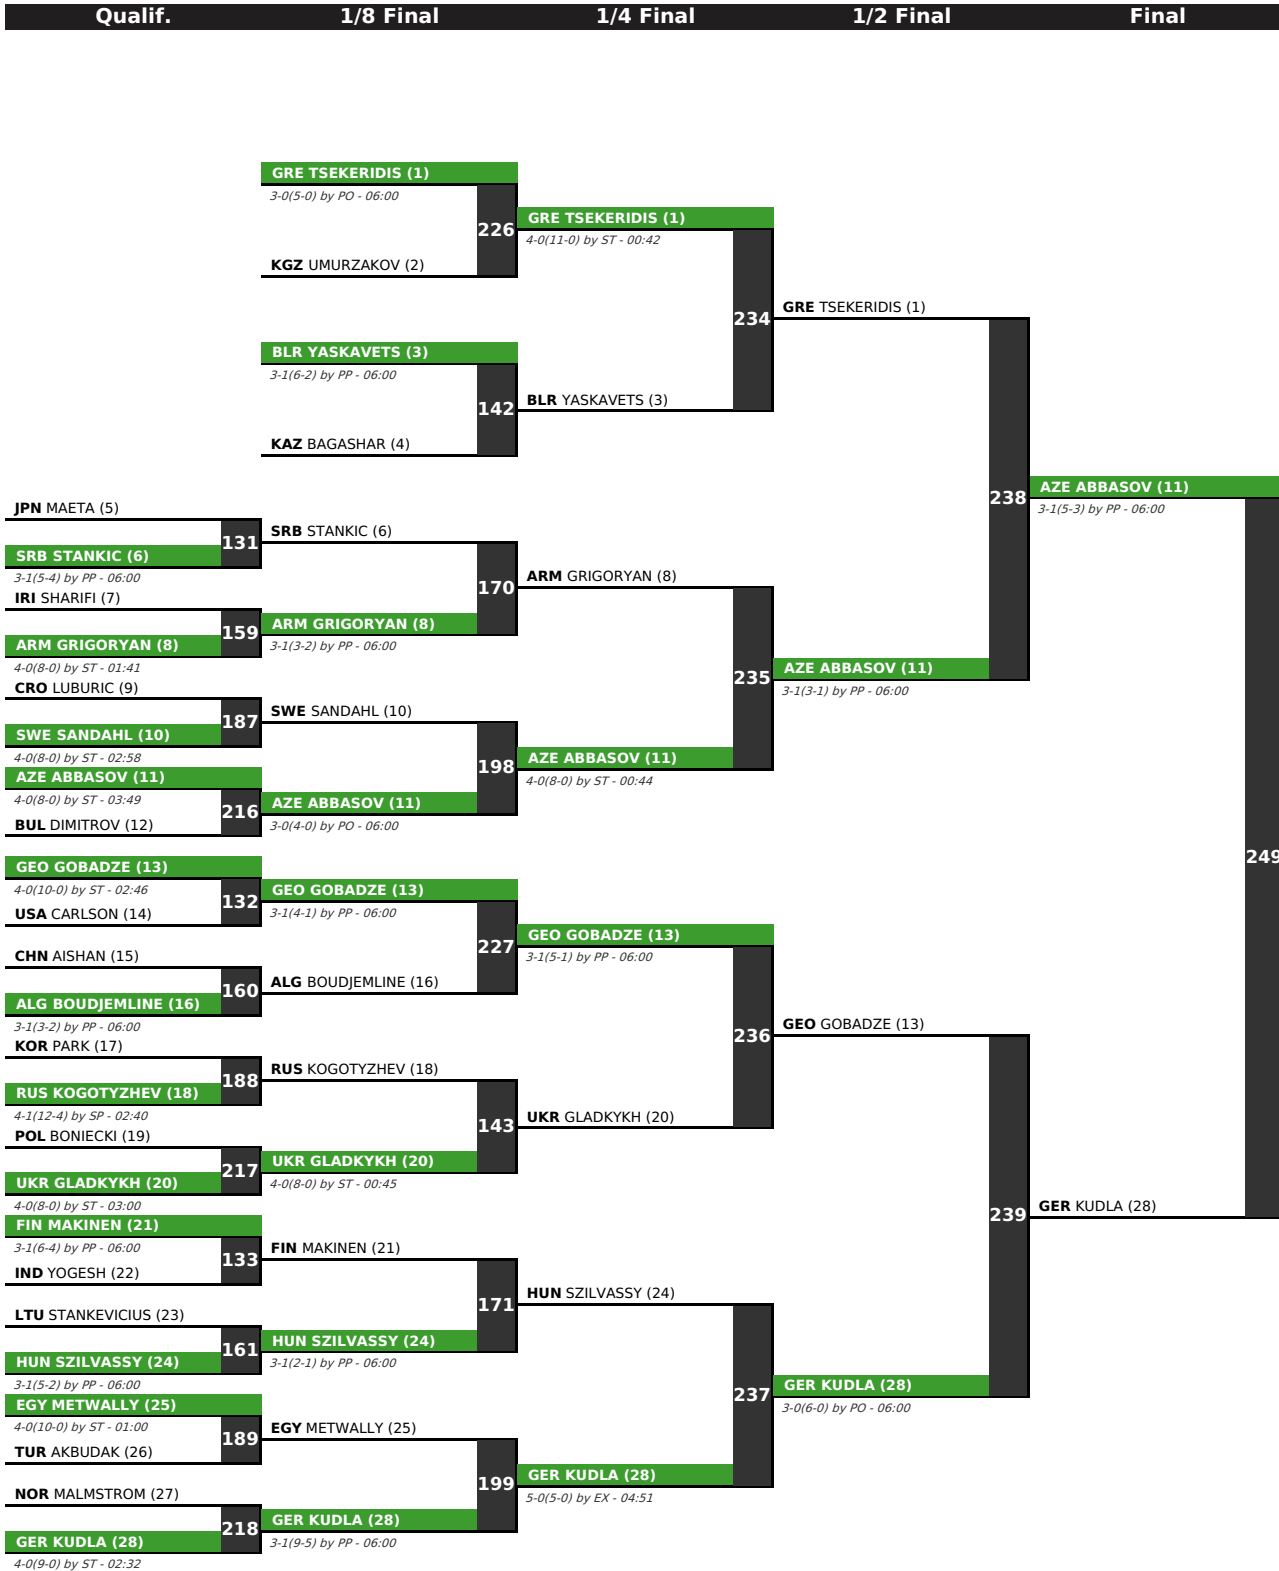 Qualif.
1/8 Final
1/4 Final
1/2 Final
Final
JPN MAETA (5)
131
SRB STANKIC (6)
3-1(5-4) by PP - 06:00
IRI SHARIFI (7)
159
ARM GRIGORYAN (8)
4-0(8-0) by ST - 01:41
CRO LUBURIC (9)
187
SWE SANDAHL (10)
4-0(8-0) by ST - 02:58
AZE ABBASOV (11)
4-0(8-0) by ST - 03:49
216
BUL DIMITROV (12)
GEO GOBADZE (13)
4-0(10-0) by ST - 02:46
132
USA CARLSON (14)
CHN AISHAN (15)
160
ALG BOUDJEMLINE (16)
3-1(3-2) by PP - 06:00
KOR PARK (17)
188
RUS KOGOTYZHEV (18)
4-1(12-4) by SP - 02:40
POL BONIECKI (19)
217
UKR GLADKYKH (20)
4-0(8-0) by ST - 03:00
FIN MAKINEN (21)
3-1(6-4) by PP - 06:00
133
IND YOGESH (22)
LTU STANKEVICIUS (23)
161
HUN SZILVASSY (24)
3-1(5-2) by PP - 06:00
EGY METWALLY (25)
4-0(10-0) by ST - 01:00
189
TUR AKBUDAK (26)
NOR MALMSTROM (27)
218
GER KUDLA (28)
4-0(9-0) by ST - 02:32
GRE TSEKERIDIS (1)
3-0(5-0) by PO - 06:00
226
KGZ UMURZAKOV (2)
BLR YASKAVETS (3)
3-1(6-2) by PP - 06:00
142
KAZ BAGASHAR (4)
SRB STANKIC (6)
170
ARM GRIGORYAN (8)
3-1(3-2) by PP - 06:00
SWE SANDAHL (10)
198
AZE ABBASOV (11)
3-0(4-0) by PO - 06:00
GEO GOBADZE (13)
3-1(4-1) by PP - 06:00
227
ALG BOUDJEMLINE (16)
RUS KOGOTYZHEV (18)
143
UKR GLADKYKH (20)
4-0(8-0) by ST - 00:45
FIN MAKINEN (21)
171
HUN SZILVASSY (24)
3-1(2-1) by PP - 06:00
EGY METWALLY (25)
199
GER KUDLA (28)
3-1(9-5) by PP - 06:00
GRE TSEKERIDIS (1)
4-0(11-0) by ST - 00:42
234
BLR YASKAVETS (3)
ARM GRIGORYAN (8)
235
AZE ABBASOV (11)
4-0(8-0) by ST - 00:44
GEO GOBADZE (13)
3-1(5-1) by PP - 06:00
236
UKR GLADKYKH (20)
HUN SZILVASSY (24)
237
GER KUDLA (28)
5-0(5-0) by EX - 04:51
GRE TSEKERIDIS (1)
238
AZE ABBASOV (11)
3-1(3-1) by PP - 06:00
GEO GOBADZE (13)
239
GER KUDLA (28)
3-0(6-0) by PO - 06:00
AZE ABBASOV (11)
3-1(5-3) by PP - 06:00
249
GER KUDLA (28)